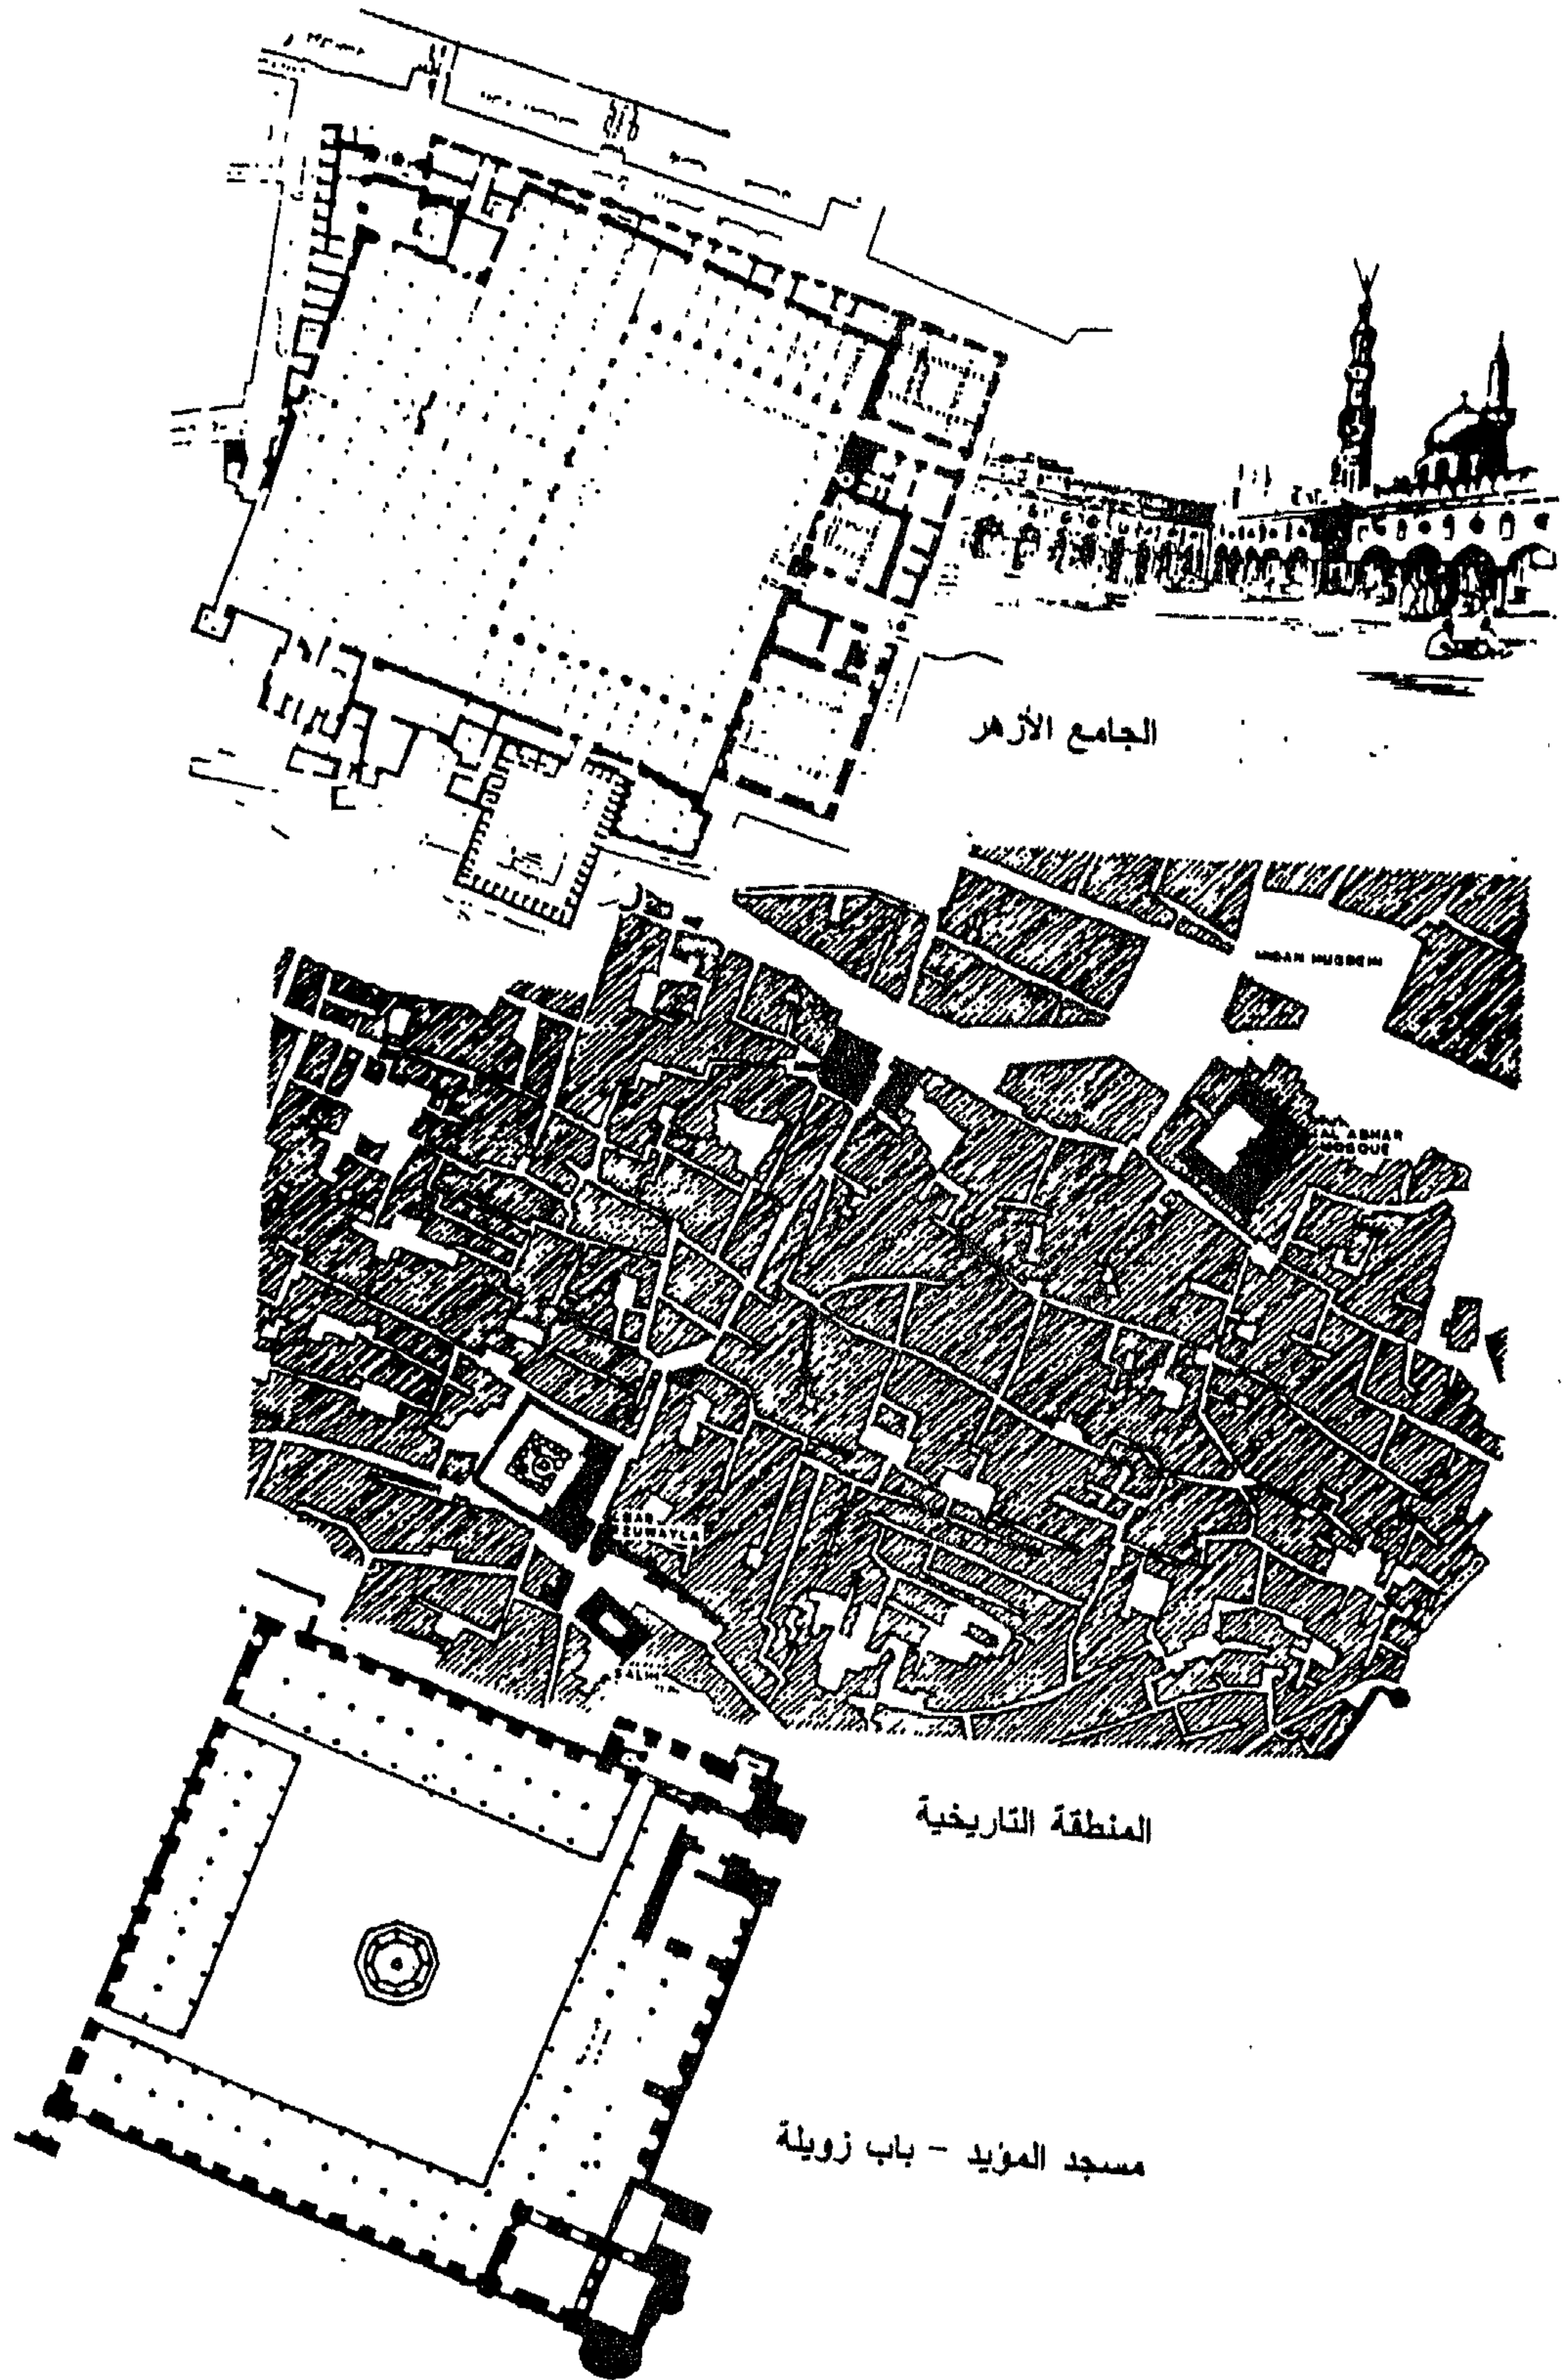 الجامع الأزهر
MIDAN HUSSEIN
AL AZHAR
MOSQUE
BAB
ZUWAYLA
المنطقة التاريخية
مسجد المؤيد - باب زويلة